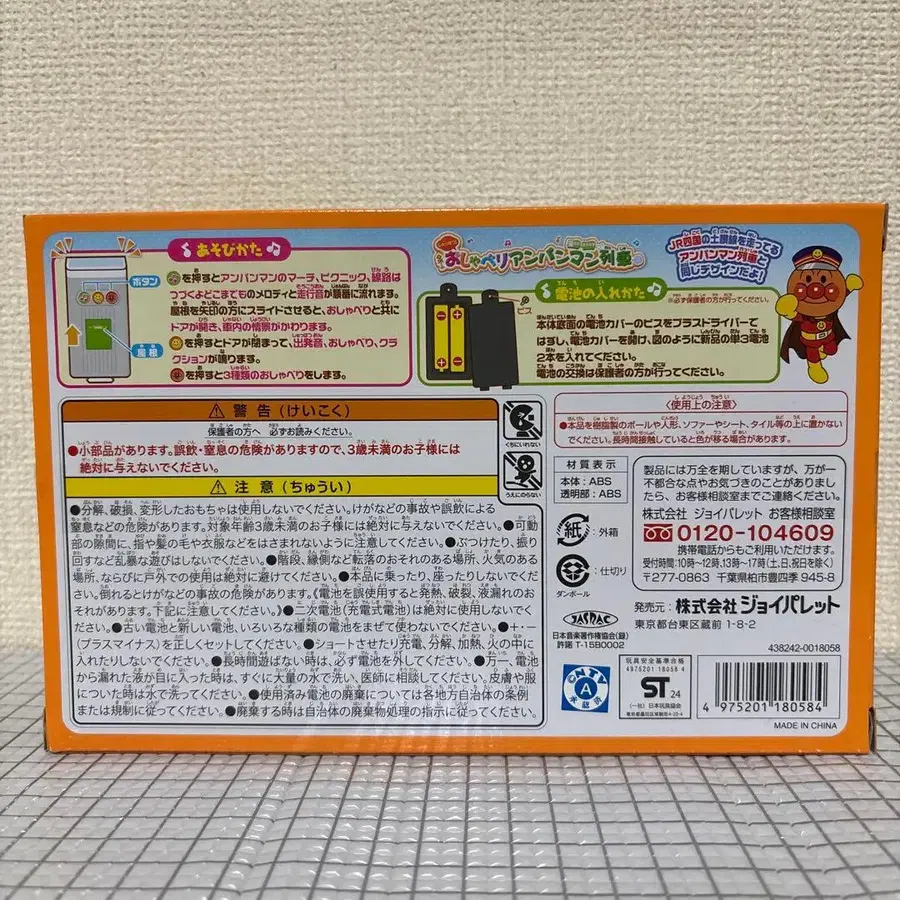 あそびかた
ボタン
屋根
を押すとアンパンマンのマーチ、ピクニック、線路は
つづくよどこまでものメロディと走行音が順番に流れます。
屋根を矢印の方にスライドさせると、おしゃべりと共に
ドアが開き、車内の情景がかわります。
を押すとドアが閉まって、出発音、おしゃべり、クラ
クションが鳴ります。
を押すと3種類のおしゃべりをします。
おしゃべりアンパンマン列車
JR四国の土讃線を走ってる
アンパンマン列車と
同じデザインだよ!
電池の入れかた
※必ず保護者の方が行ってください。
ビス
本体底面の電池カバーのビスをプラスドライバーで
はずし、電池カバーを開け、図のように新品の単3電池
2本を入れてください。
電池の交換は保護者の方が行ってください。
警告(けいこく)
保護者の方へ 必ずお読みください。
●小部品があります。誤飲・窒息の危険がありますので、3歳未満のお子様には
絶対に与えないでください。
くちにいれない
うえにのらない
注意(ちゅうい)
●分解、破損、変形したおもちゃは使用しないでください。けがなどの事故や誤飲による
窒息などの危険があります。対象年齢3歳未満のお子様には絶対に与えないでください。●可動
部の隙間に、指や髪の毛や衣服などをはさまれないように注意してください。●ぶつけたり、振り
回すなど乱暴な遊びはしないでください。●階段、縁側など転落のおそれのある場所、火気のある
場所、ならびに戸外での使用は絶対に避けてください。●本品に乗ったり、座ったりしないでください。
倒れるとけがなどの事故の危険があります。《電池を誤使用すると発熱、破裂、液漏れのお
それがあります。下記に注意してください。》●二次電池(充電式電池)は絶対に使用しないでく
ださい。●古い電池と新しい電池、いろいろな種類の電池をまぜて使わないでください。●+・-
(プラスマイナス)を正しくセットしてください。●ショートさせたり充電、分解、加熱、火の中に
入れたりしないでください。●長時間遊ばない時は、必ず電池を外してください。●万一、電池
から漏れた液が目に入った時は、すぐに大量の水で洗い、医師に相談してください。皮膚や服
についた時は水で洗ってください。●使用済み電池の廃棄については各地方自治体の条例
または規制に従ってください。●廃棄する時は自治体の廃棄物処理の指示に従ってください。
〈使用上の注意〉
●本品を樹脂製のボールや人形、ソファーやシート、タイル等の上に置かない
でください。長時間接触していると色が移る場合があります。
材質表示
本体:ABS
透明部:ABS
紙
:外箱
:仕切り
ダンボール
製品には万全を期していますが、万が一
不都合な点やお気づきのことがありまし
たら、お客様相談室までご連絡ください。
株式会社 ジョイパレット お客様相談室
0120-104609
携帯電話からもご利用いただけます。
受付時間:10時~12時、13時~17時(土、日、祝日を除く)
〒277-0863 千葉県柏市豊四季 945-8
JASRAC
日本音楽著作権協会(録)
許諾 T-15B0002
発売元:株式会社ジョイパレット
東京都台東区蔵前 1-8-2
438242-0018058
A
玩具安全基準合格
4975201 18058 4
ST 24
(一社)日本玩具協会
4 975201 180584
MADE IN CHINA